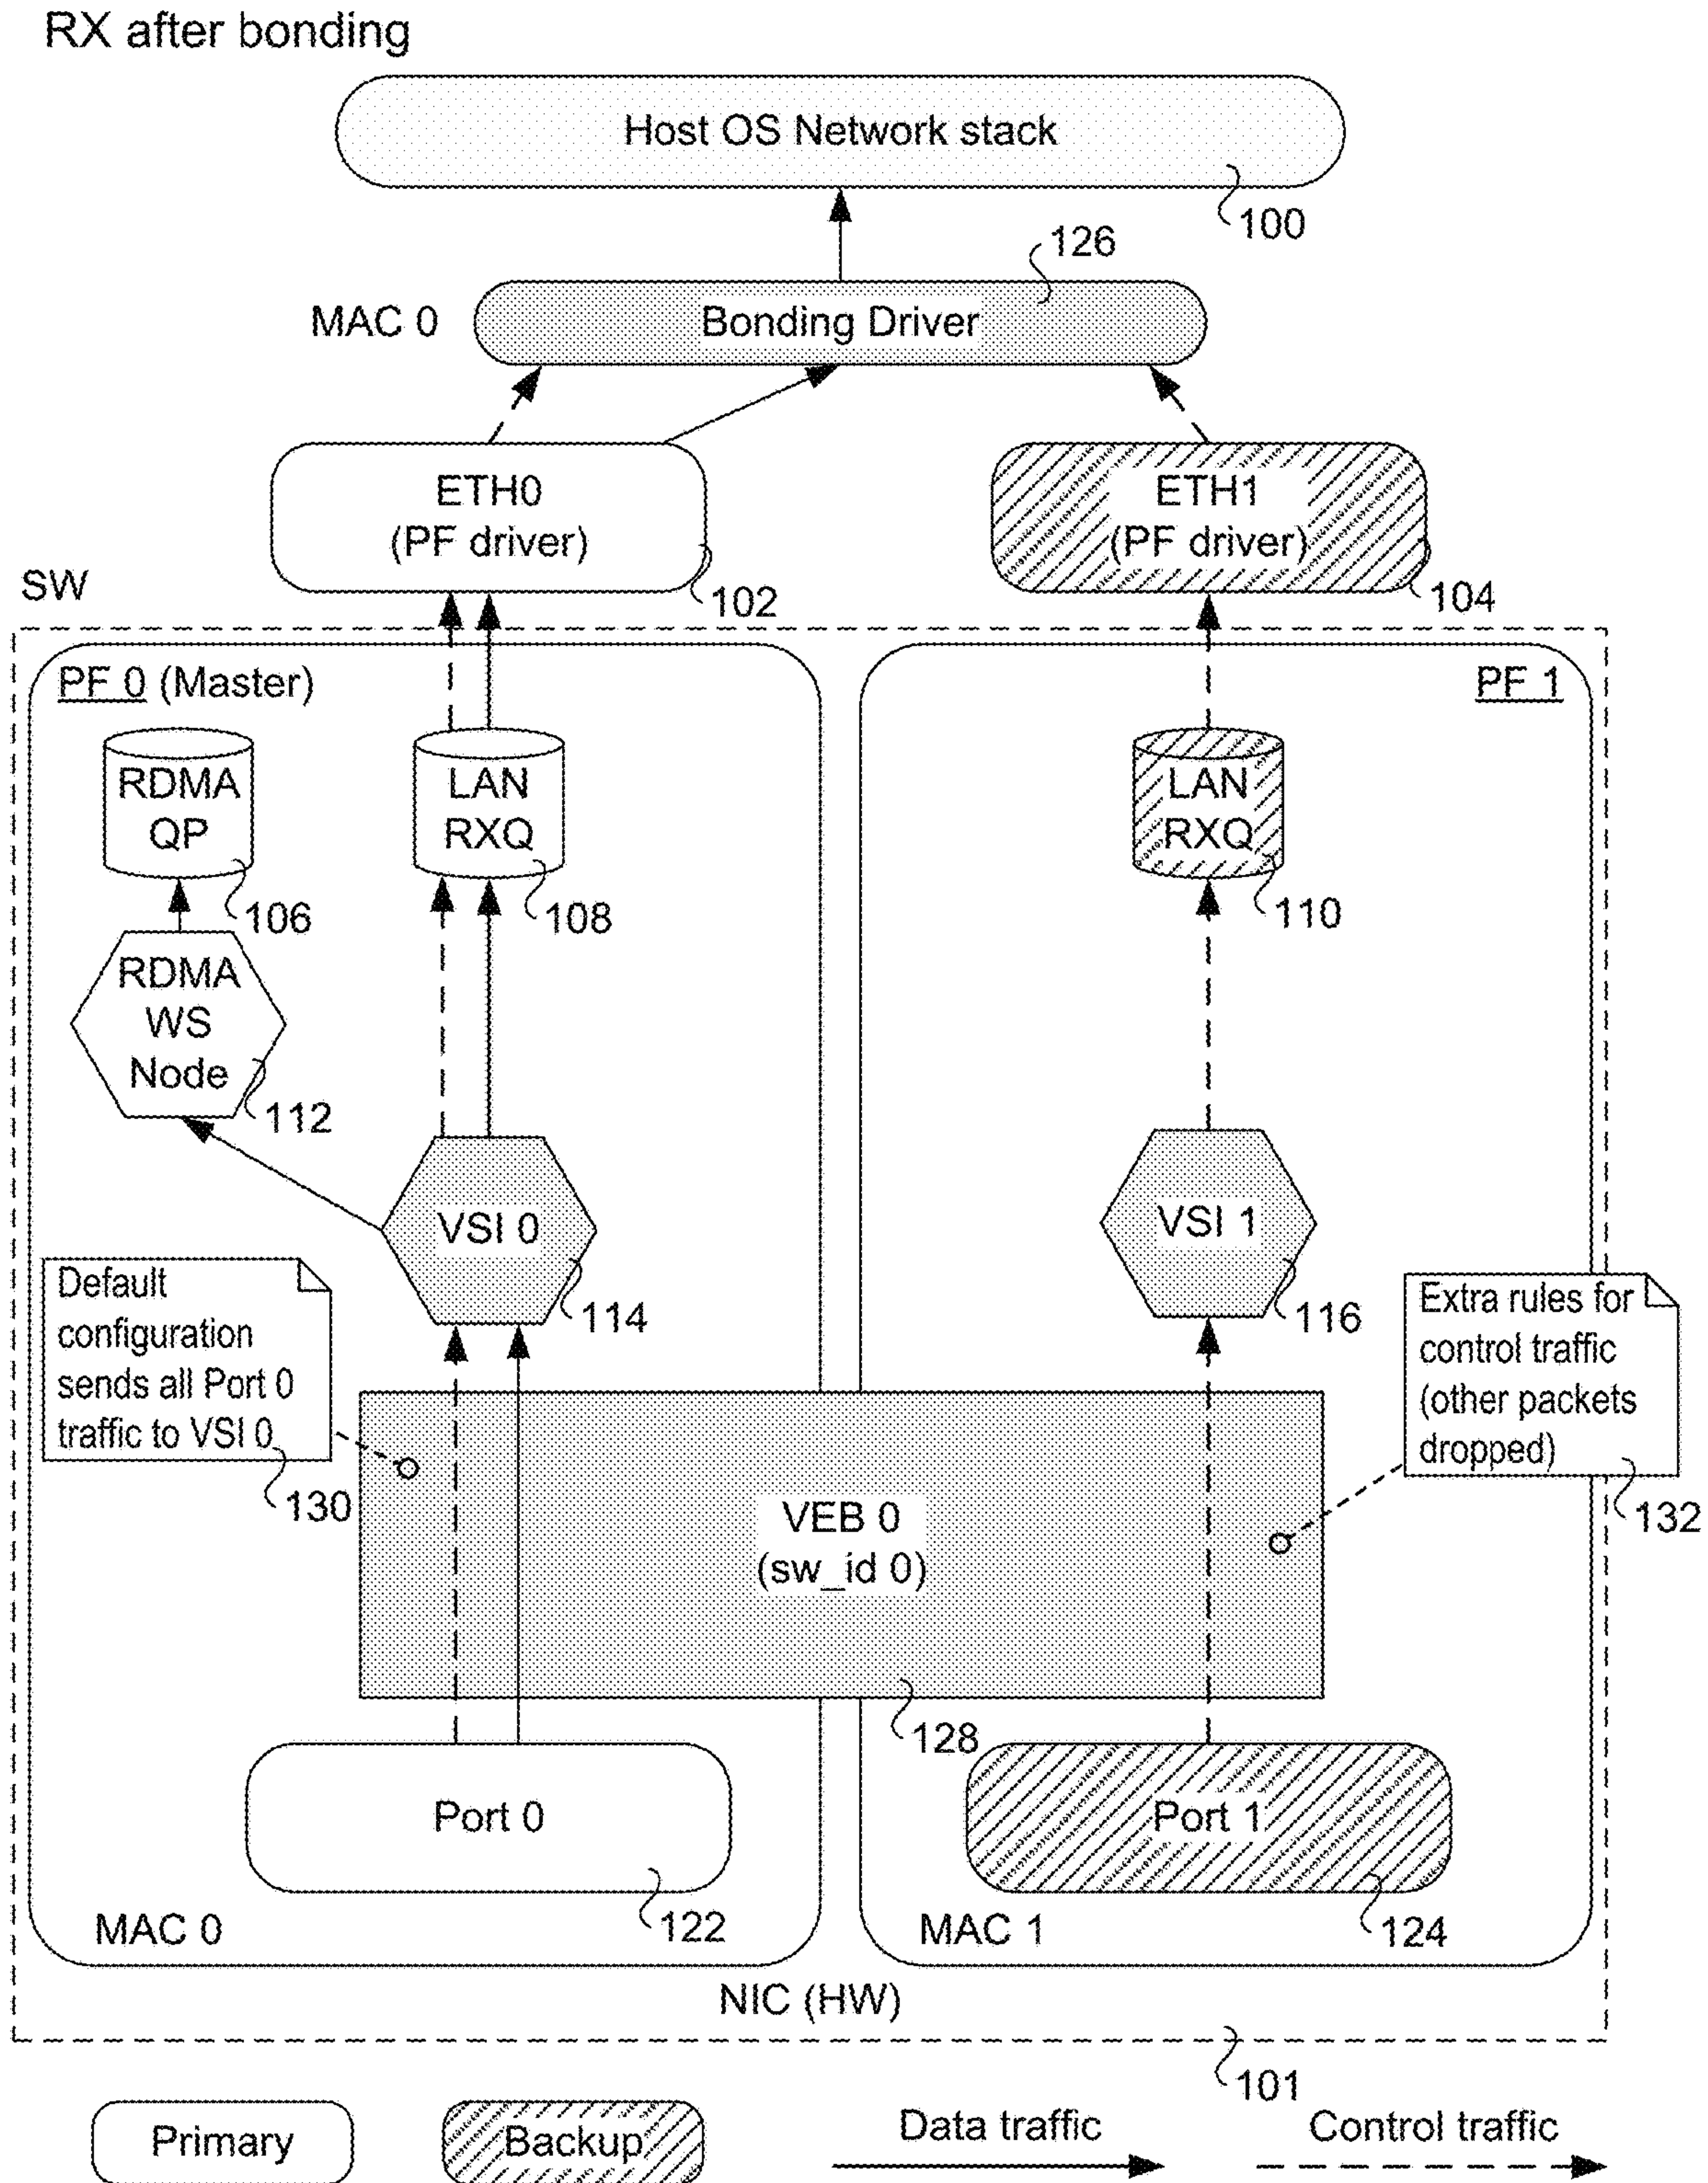 RX after bonding
Host OS Network stack
100
126
MAC 0
Bonding Driver
ETH0
(PF driver)
102
ETH1
(PF driver)
104
SW
PF 0 (Master)
PF 1
RDMA
QP
106
LAN
RXQ
108
LAN
RXQ
110
RDMA
WS
Node
112
VSI 0
114
VSI 1
116
Default
configuration
sends all Port 0
traffic to VSI 0
130
Extra rules for
control traffic
(other packets
dropped)
132
VEB 0
(sw_id 0)
128
Port 0
122
Port 1
124
MAC 0
MAC 1
NIC (HW)
101
Primary
Backup
Data traffic
Control traffic